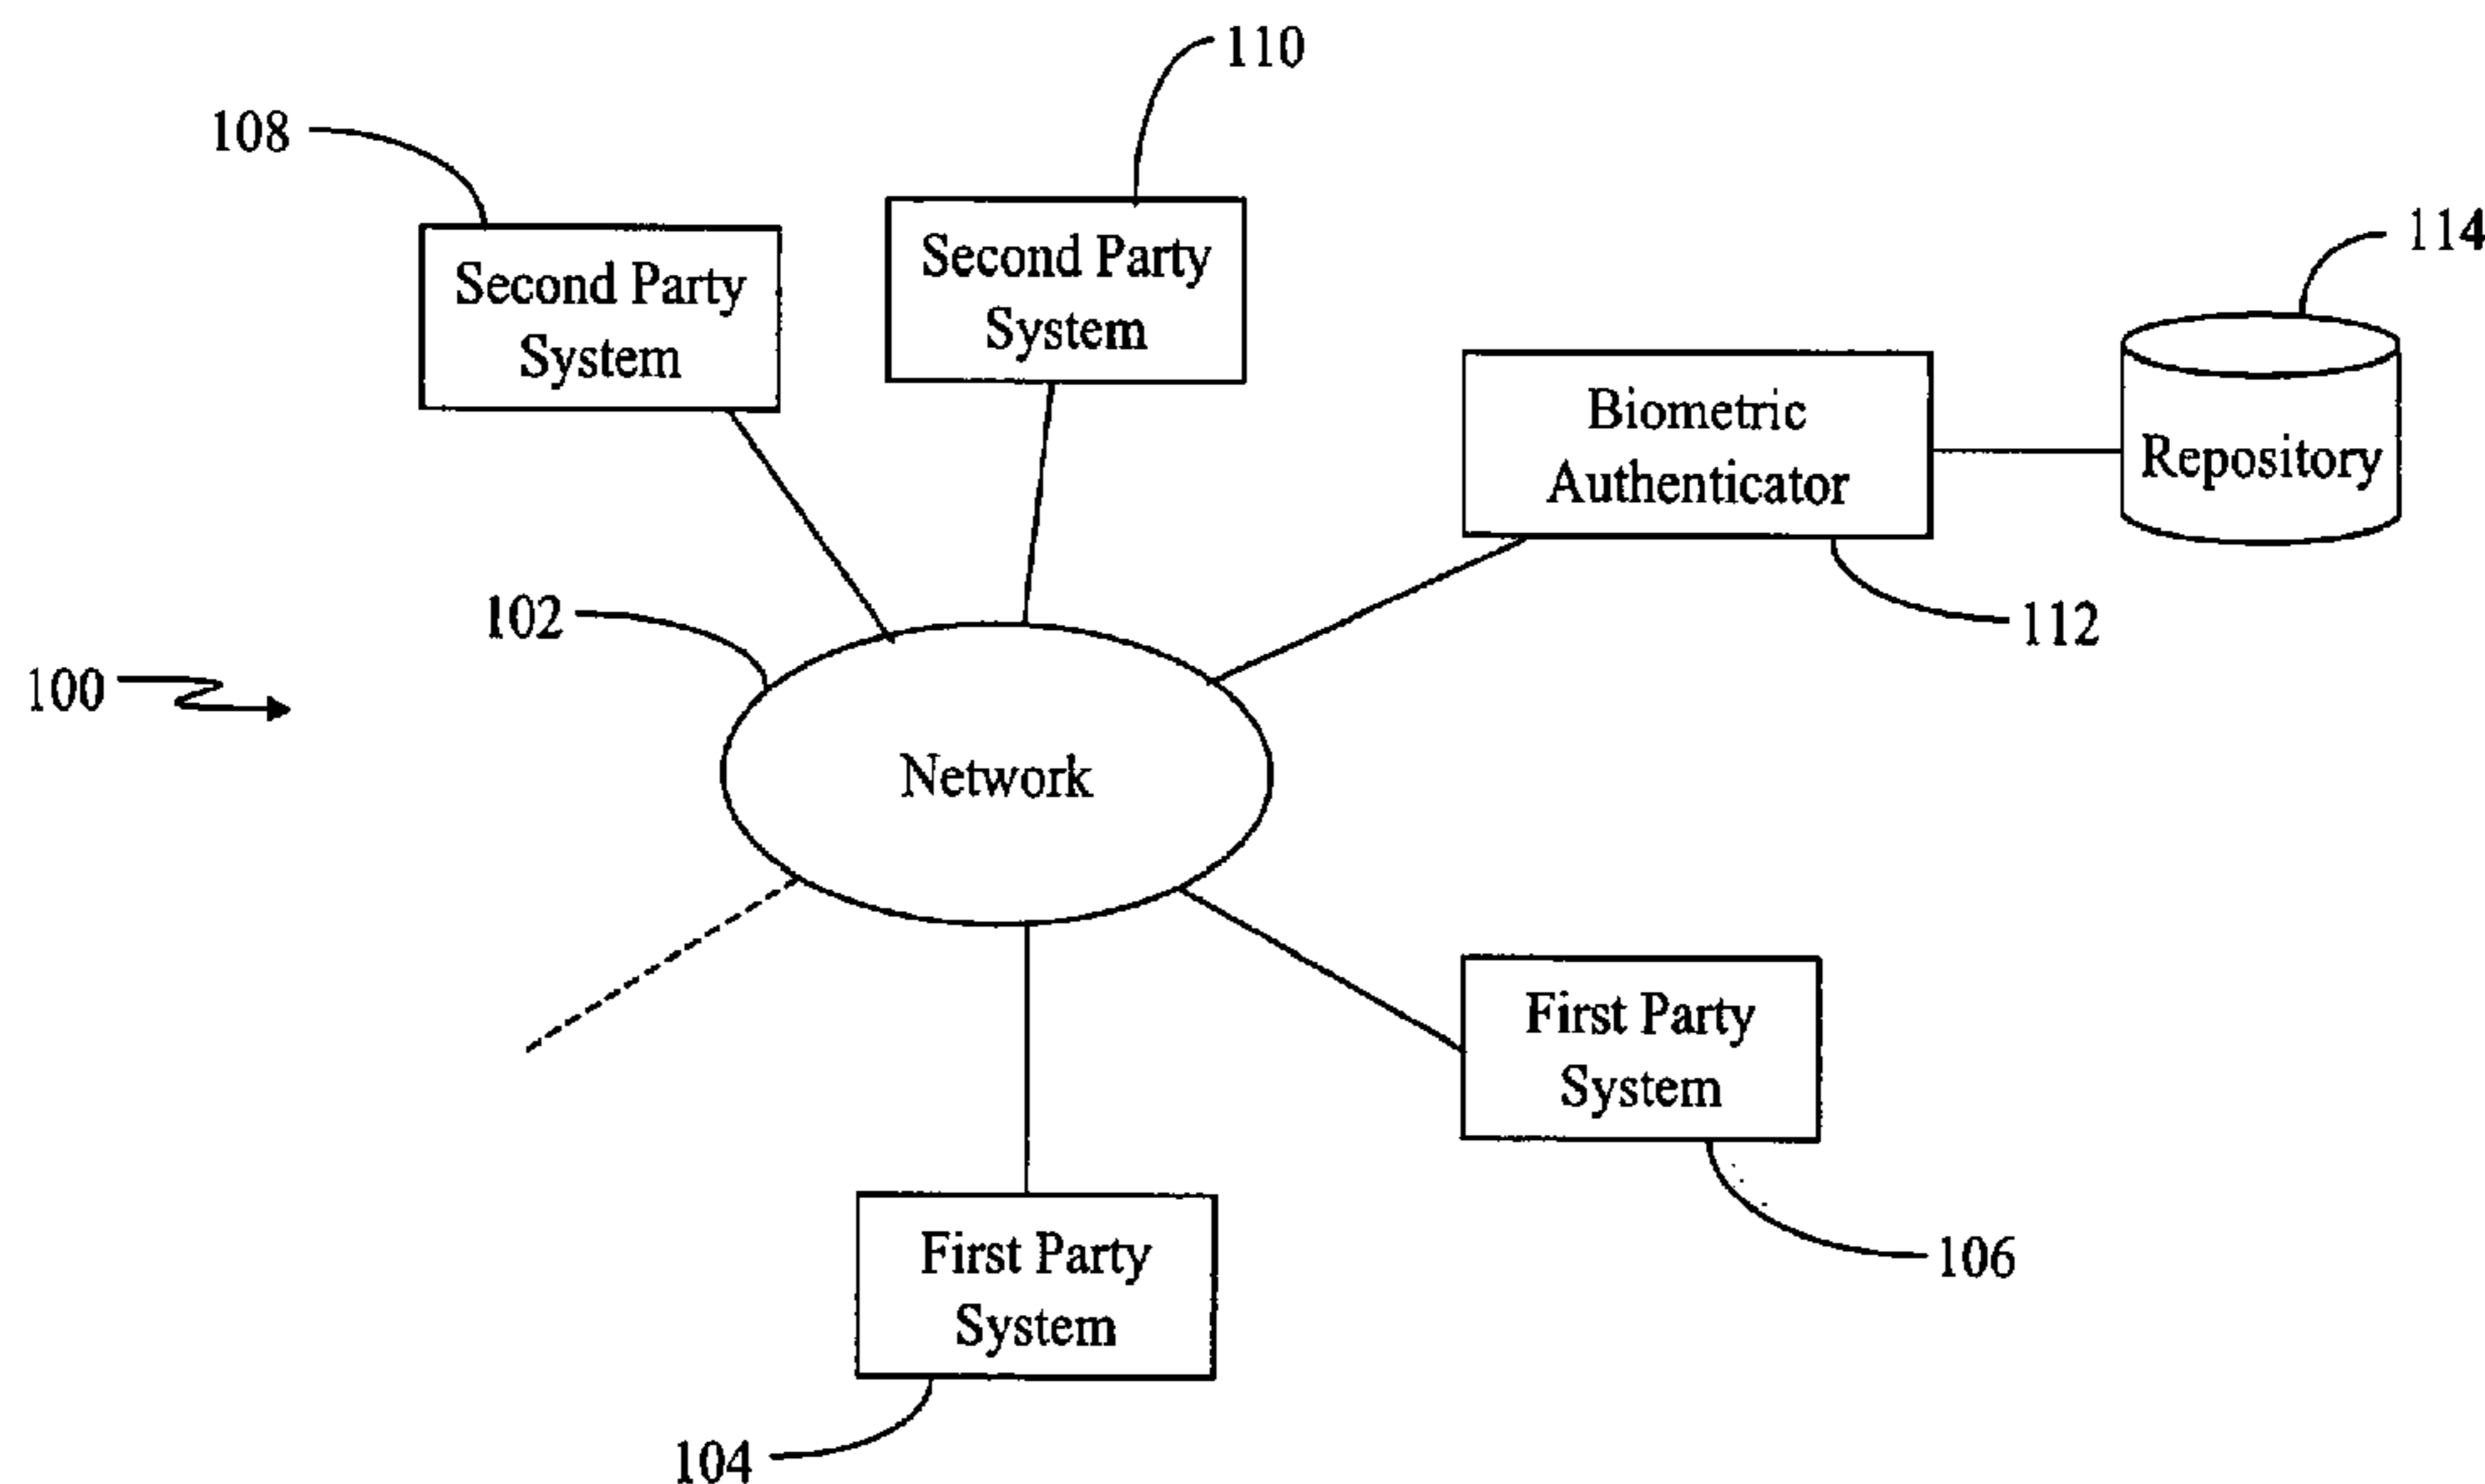 110
108
Second Party
System
Second Party
System
114
Biometric
Authenticator
Repository
102
112
100
Network
First Party
System
106
First Party
System
104